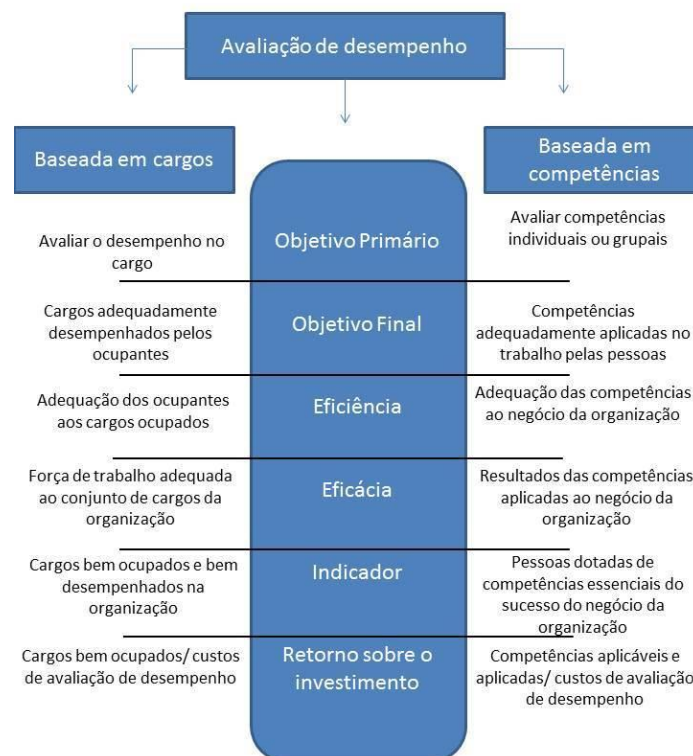 Avaliação de desempenho
Baseada em cargos
Baseada em
competências
Objetivo Primário
Avaliar o desempenho no
cargo
Avaliar competências
individuais ou grupais
Cargos adequadamente
desempenhados pelos
ocupantes
Objetivo Final
Competências
adequadamente aplicadas no
trabalho pelas pessoas
Adequação dos ocupantes
aos cargos ocupados
Eficiência
Adequação das competências
ao negócio da organização
Força de trabalho adequada
ao conjunto de cargos da
organização
Eficácia
Resultados das competências
aplicadas ao negócio da
organização
Cargos bem ocupados e bem
desempenhados na
organização
Indicador
Pessoas dotadas de
competências essenciais do
sucesso do negócio da
organização
Cargos bem ocupados/ custos
de avaliação de desempenho
Retorno sobre o
investimento
Competências aplicáveis e
aplicadas/ custos de avaliação
de desempenho